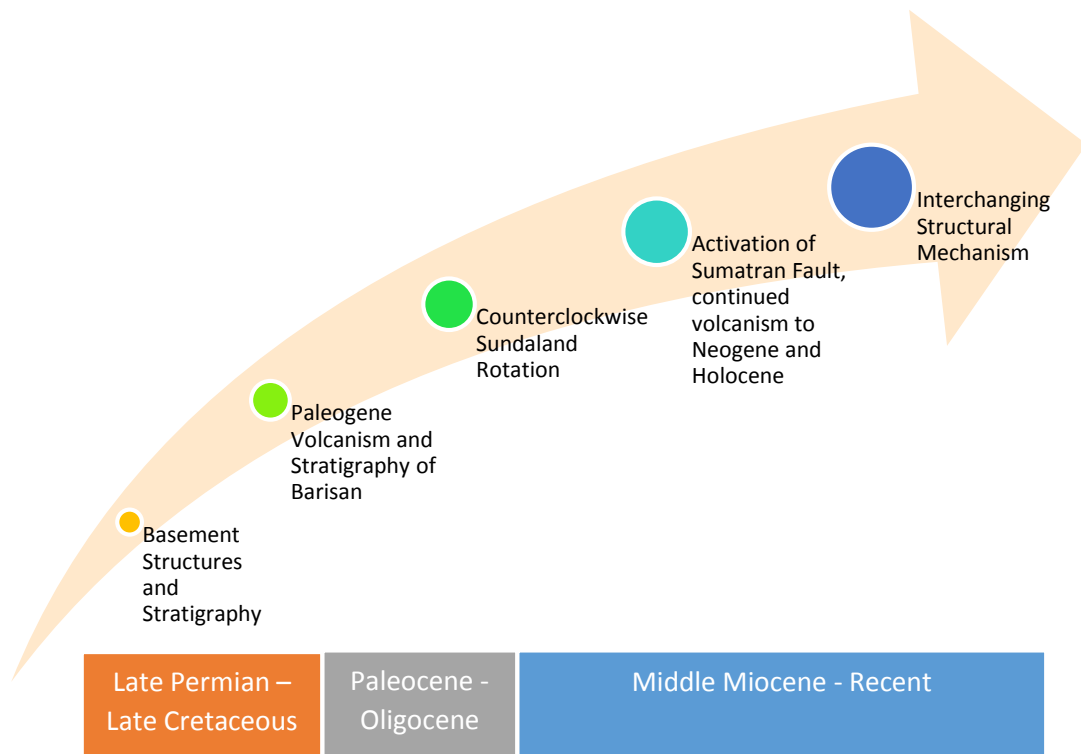 Interchanging
Structural
Mechanism
Activation of
Sumatran Fault,
continued
volcanism to
Neogene and
Holocene
Counterclockwise
Sundaland
Rotation
Paleogene
Volcanism and
Stratigraphy of
Barisan
Basement
Structures
and
Stratigraphy
Late Permian –
Late Cretaceous
Paleocene -
Oligocene
Middle Miocene - Recent